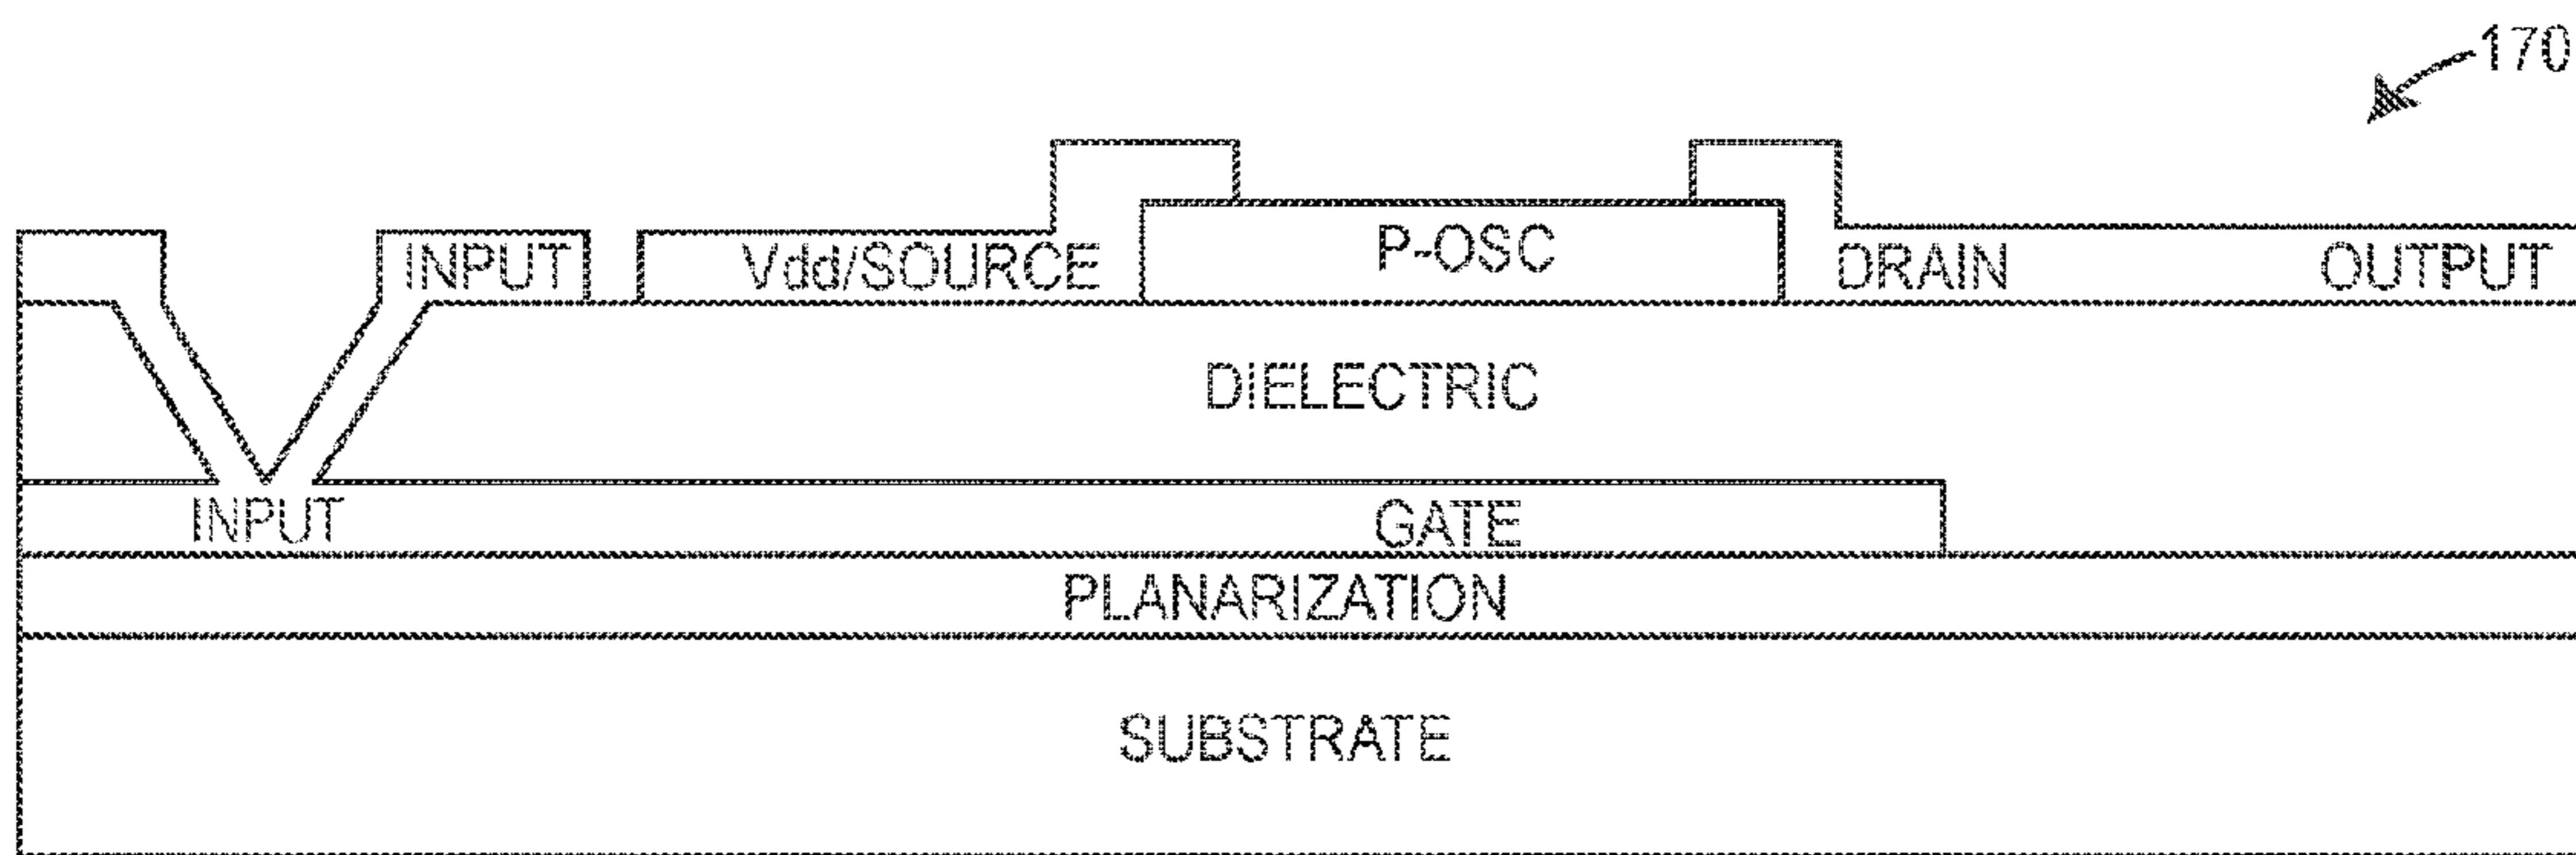 170
INPUT Vdd/SOURCE P-OSC DRAIN OUTPUT
DIELECTRIC
INPUT GATE
PLANARIZATION
SUBSTRATE